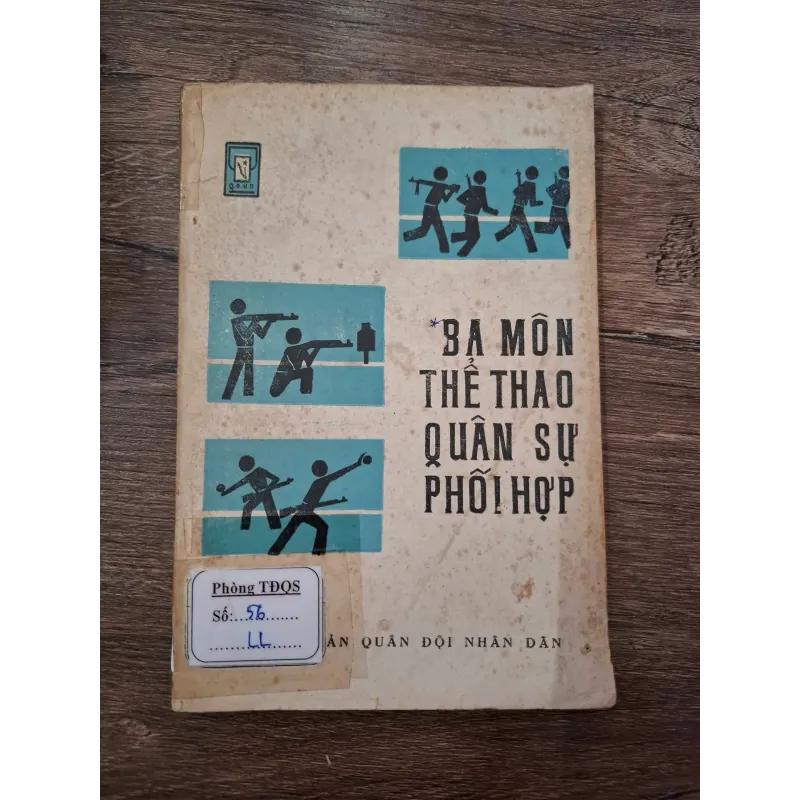 Q.Đ.N.D
*BA MÔN
THỂ THAO
QUÂN SỰ
PHỐI HỢP
Phòng TĐQS
Số:...56.......
......LL..........
ẢN QUÂN ĐỘI NHÂN DÂN